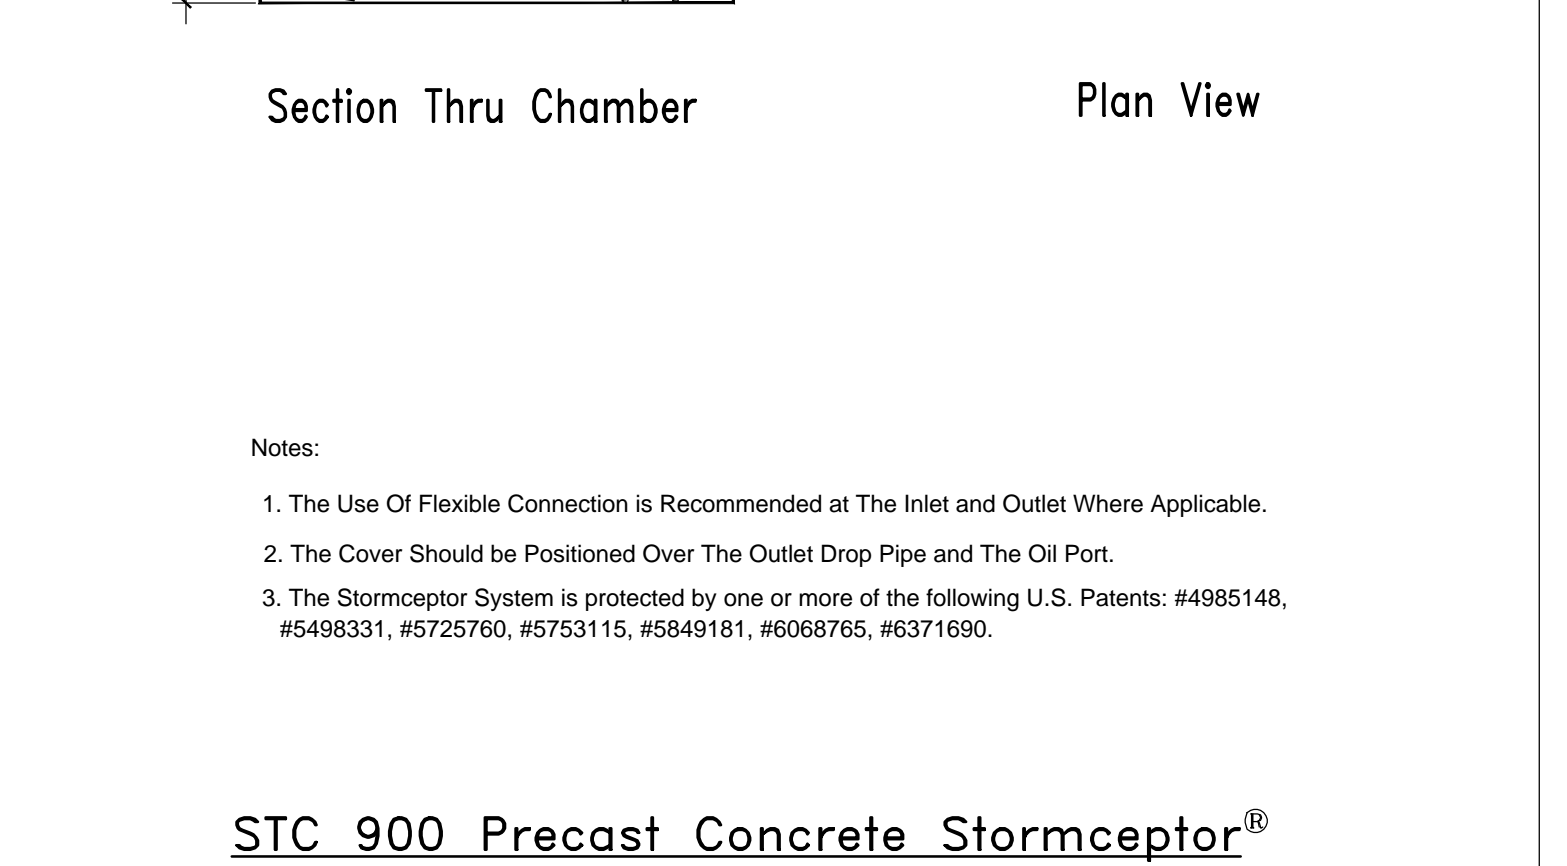 Section Thru Chamber
Plan View
Notes:
1. The Use Of Flexible Connection is Recommended at The Inlet and Outlet Where Applicable.
2. The Cover Should be Positioned Over The Outlet Drop Pipe and The Oil Port.
3. The Stormceptor System is protected by one or more of the following U.S. Patents: #4985148,
#5498331, #5725760, #5753115, #5849181, #6068765, #6371690.
STC 900 Precast Concrete Stormceptor®